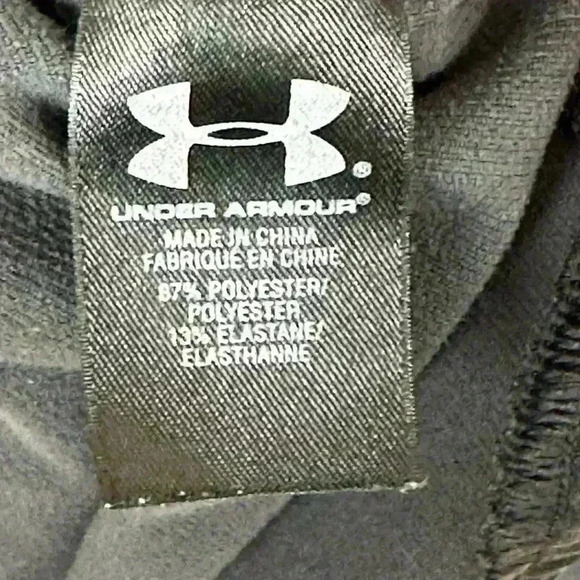 ®
UNDER ARMOUR®
MADE IN CHINA
FABRIQUE EN CHINE
87% POLYESTER/
POLYESTER
13% ELASTANE/
ELASTHANNE